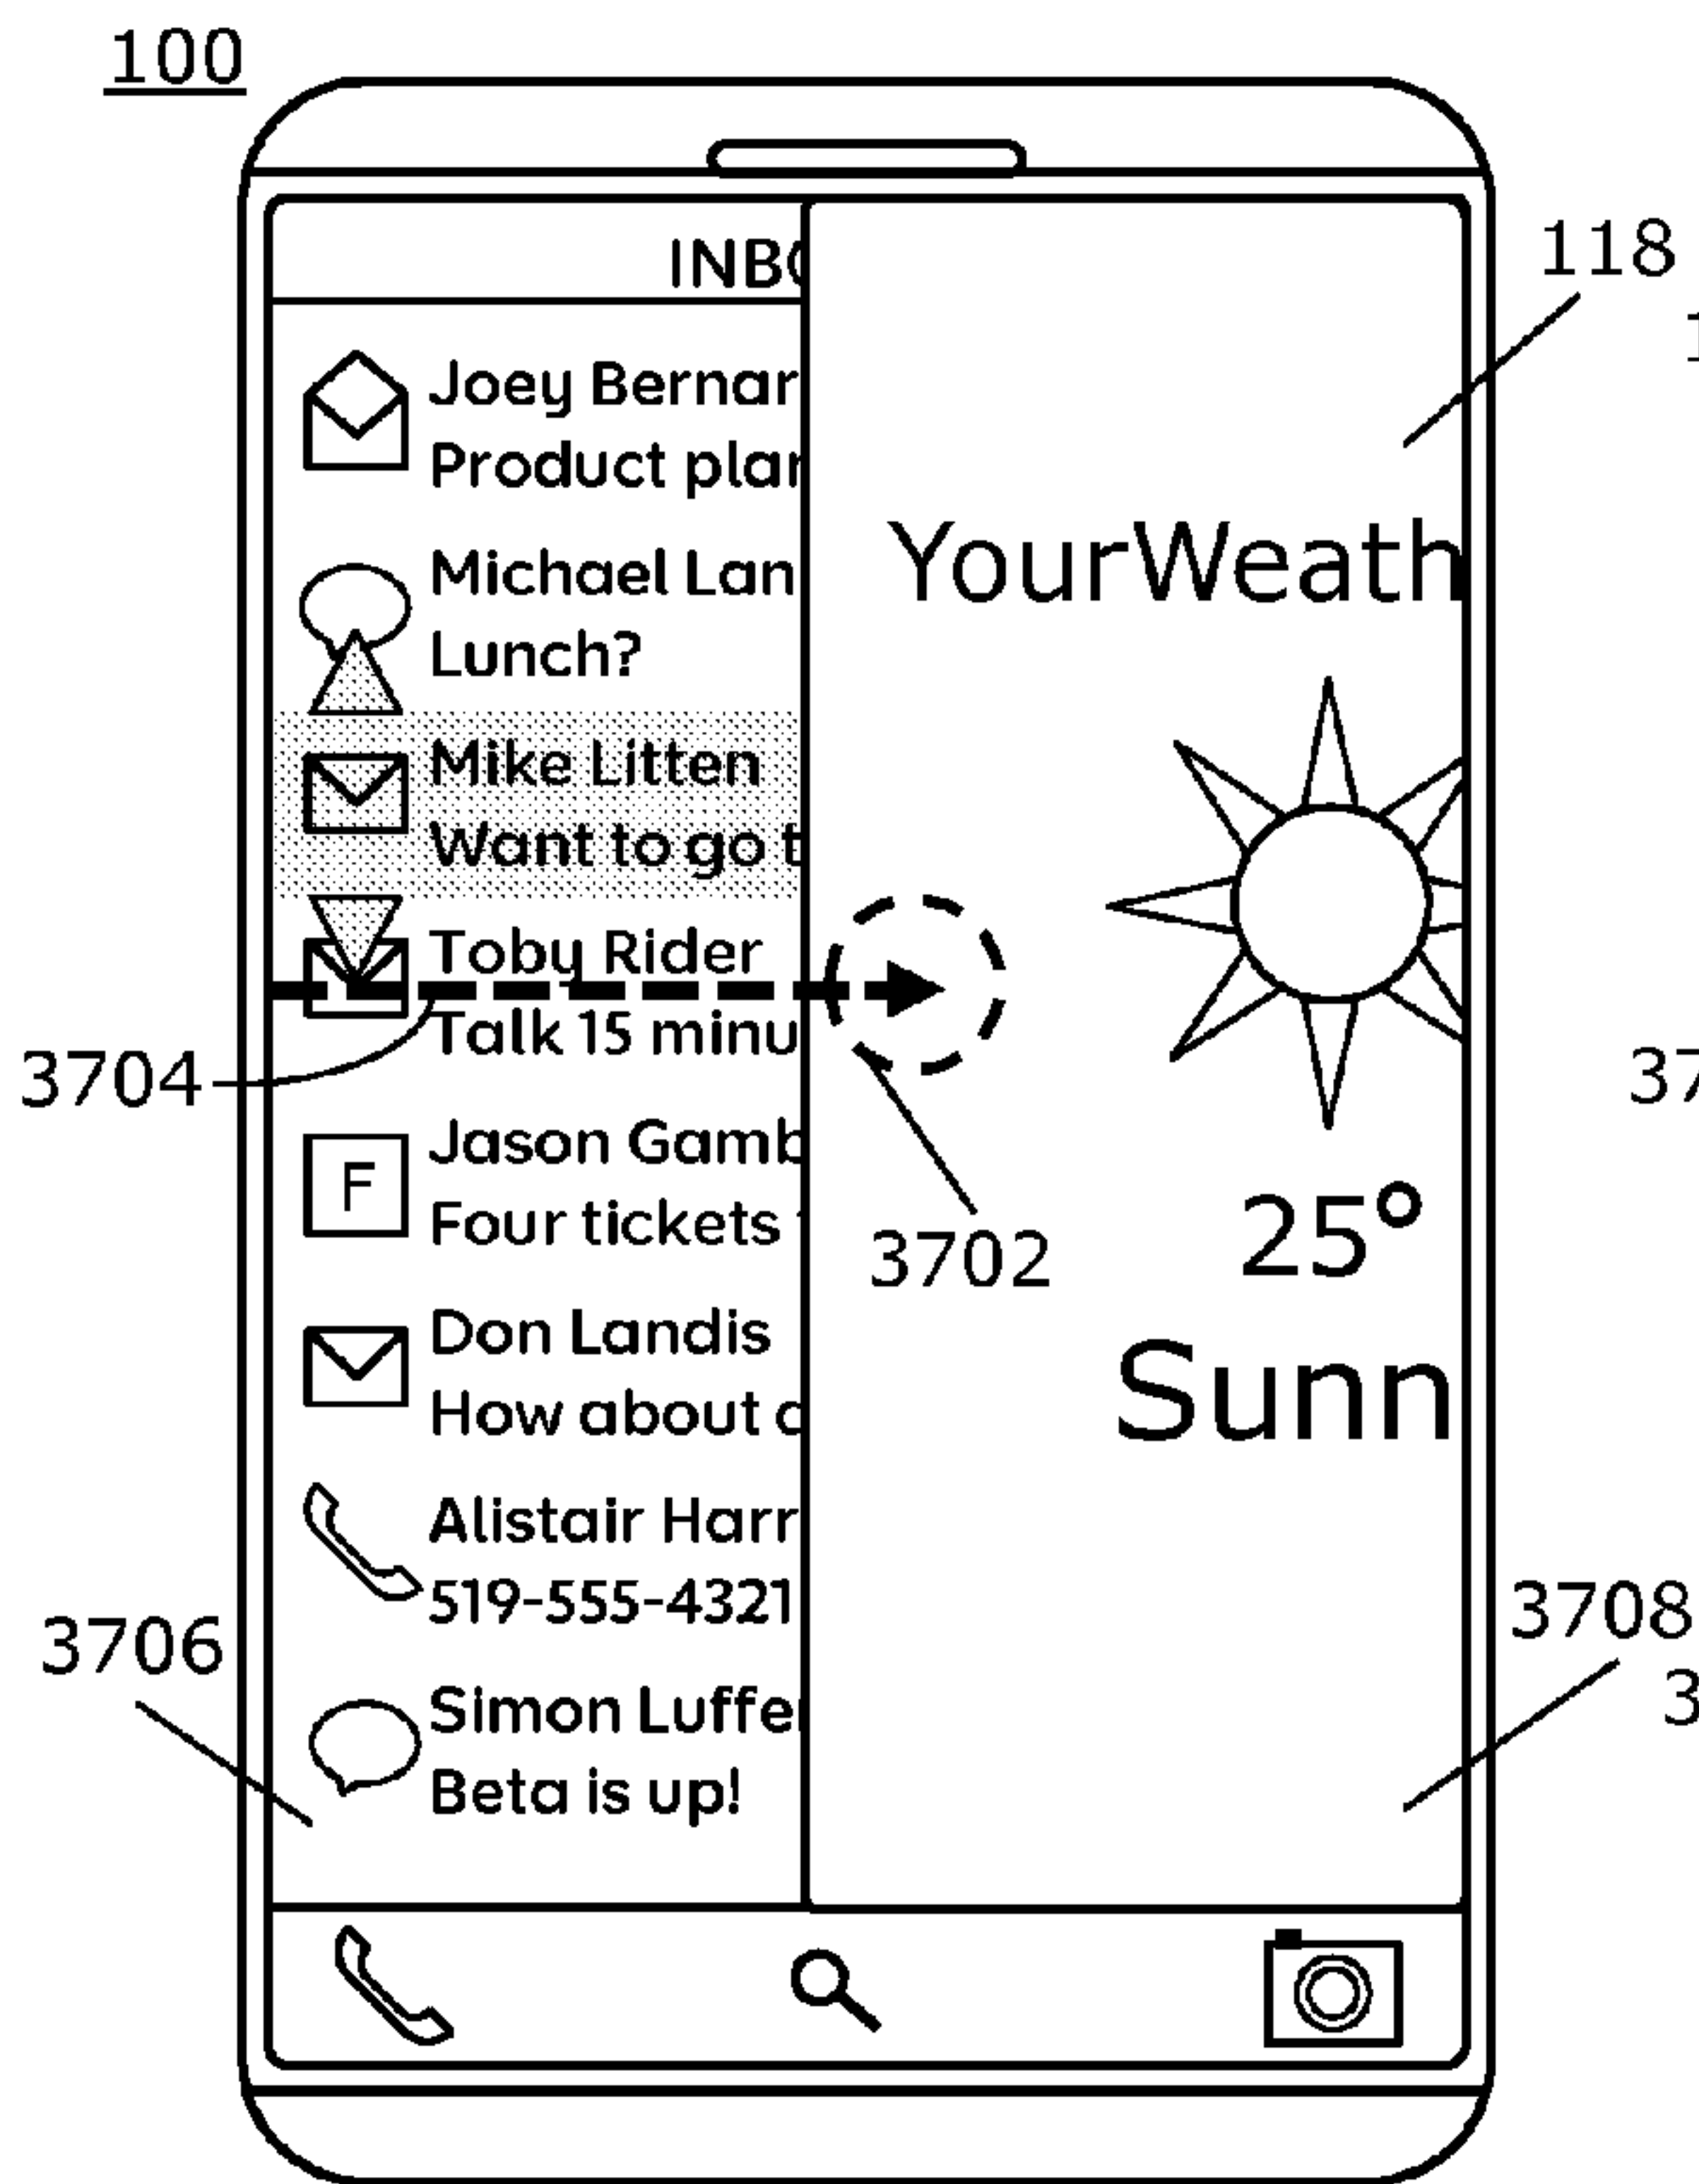 100
118
INBO
Joey Bernar
Product plan
Michael Lan
Lunch?
Mike Litten
Want to go t
Toby Rider
Talk 15 minu
3704
Jason Gamb
Four tickets
Don Landis
How about
Alistair Harr
519-555-4321
Simon Luffe
Beta is up!
3706
YourWeath
3702
25°
Sunn
3708
F